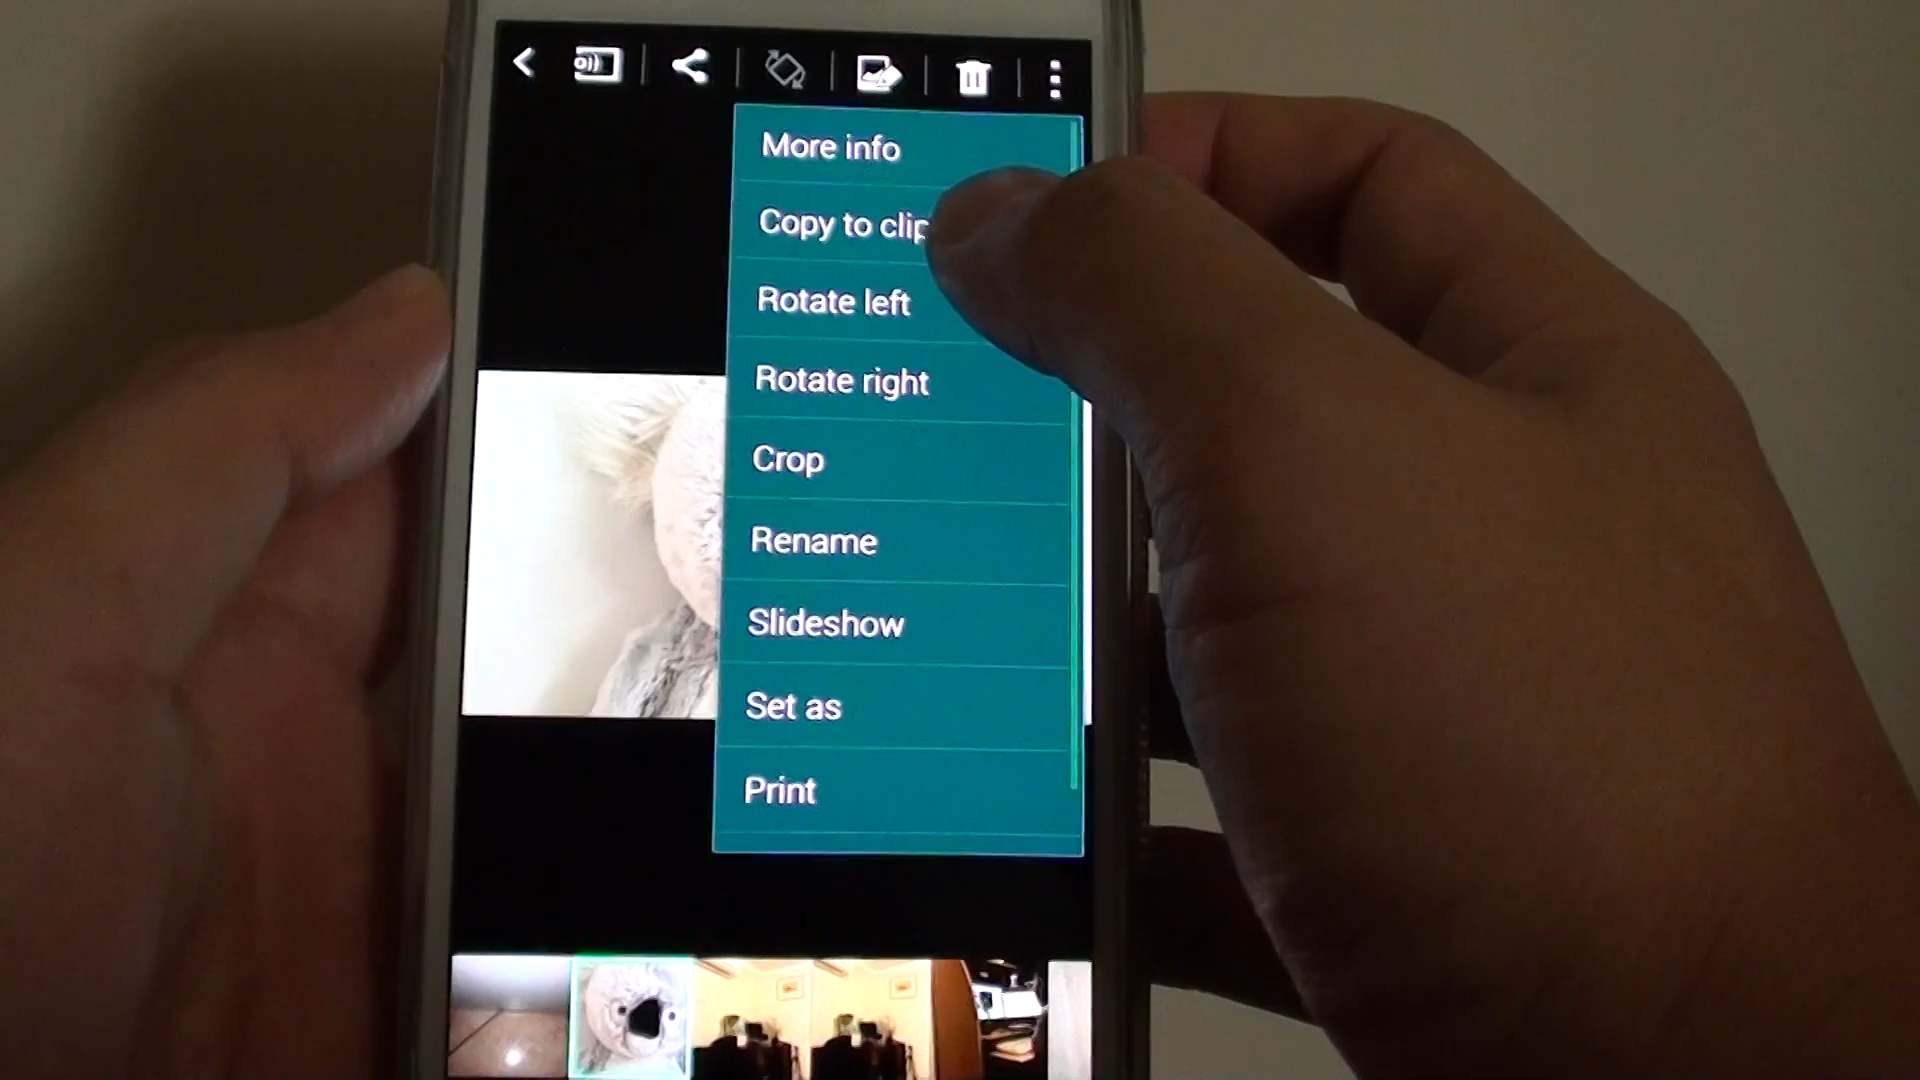 More info
Copy to clip
Rotate left
Rotate right
Crop
Rename
Slideshow
Set as
Print